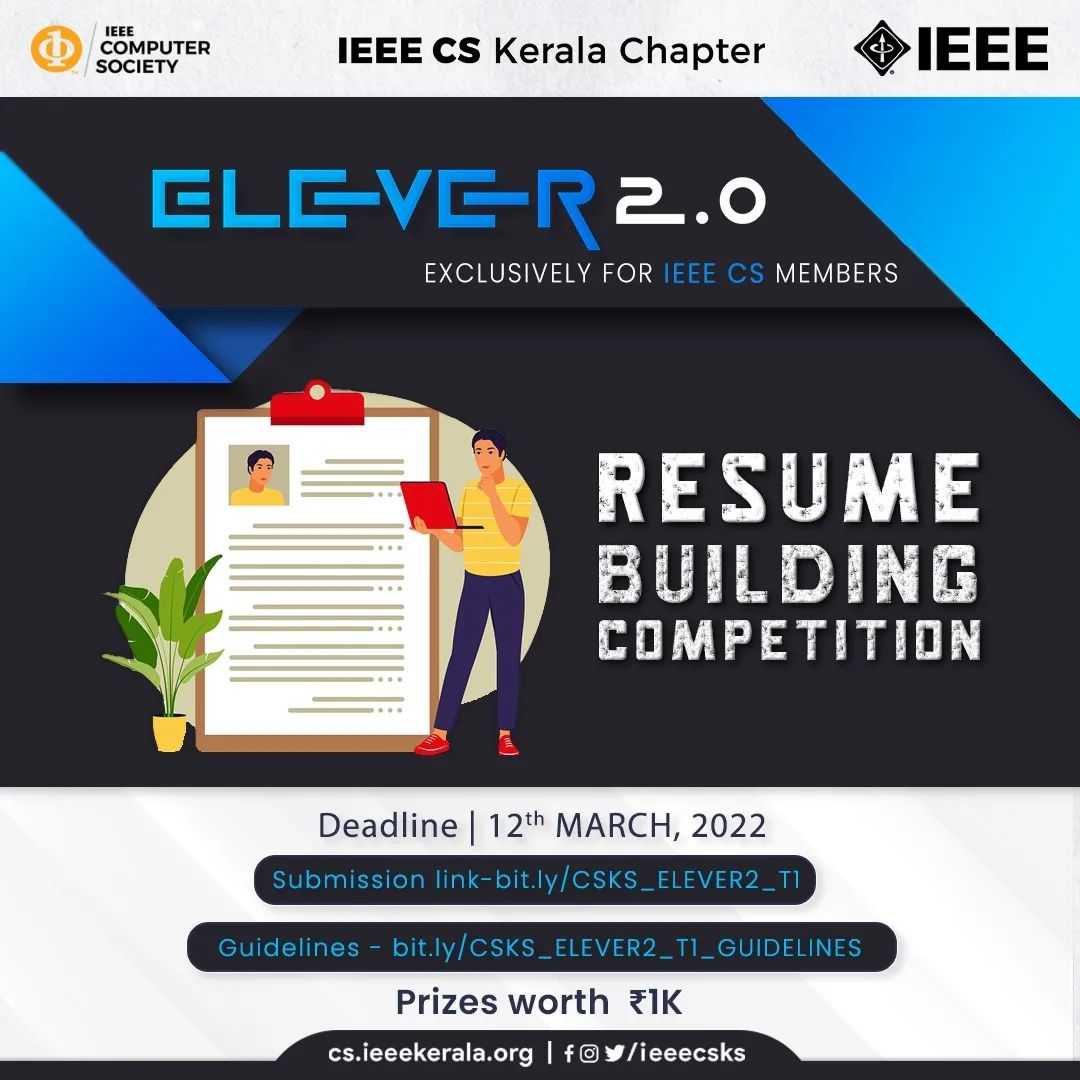 IEEE
COMPUTER
SOCIETY
IEEE CS Kerala Chapter
IEEE
ELEVER 2.0
EXCLUSIVELY FOR IEEE CS MEMBERS
RESUME
BUILDING
COMPETITION
Deadline | 12th MARCH, 2022
Submission link-bit.ly/CSKS_ELEVER2_T1
Guidelines - bit.ly/CSKS_ELEVER2_T1_GUIDELINES
Prizes worth ₹1K
cs.ieeekerala.org | /ieeecsks